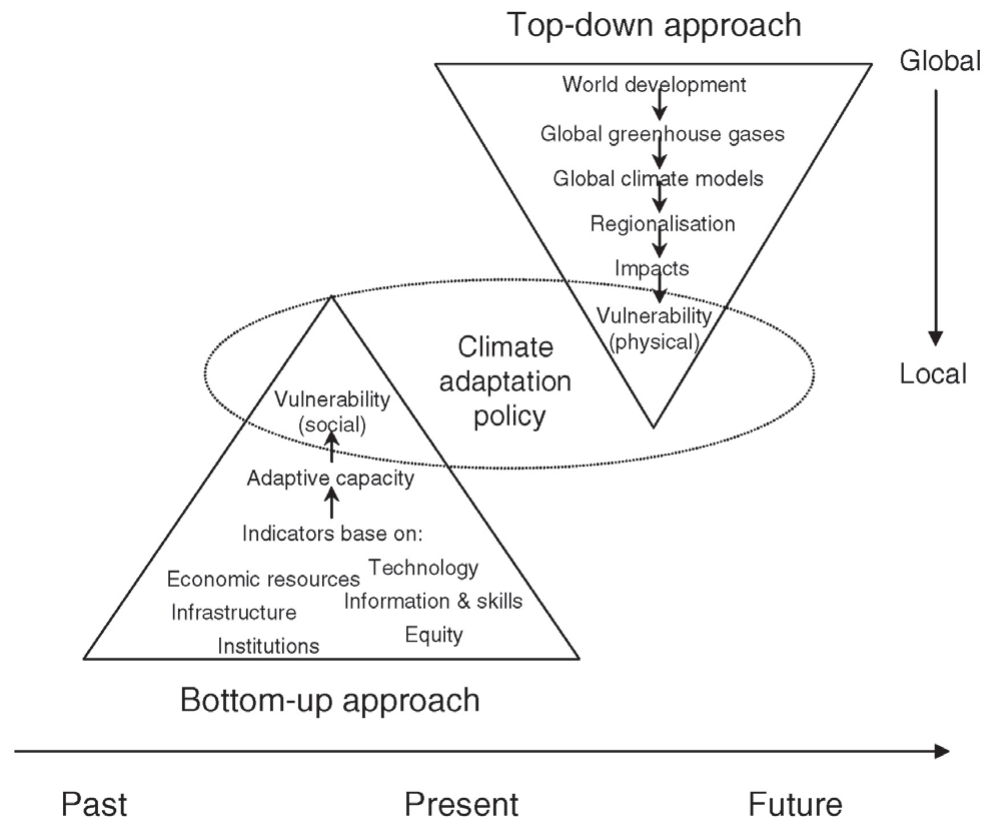 Top-down approach
Global
World development
Global greenhouse gases
Global climate models
Regionalisation
Impacts
Vulnerability
(physical)
Local
Climate
adaptation
policy
Vulnerability
(social)
Adaptive capacity
Indicators base on:
Technology
Economic resources
Information & skills
Infrastructure
Equity
Institutions
Bottom-up approach
Past
Present
Future